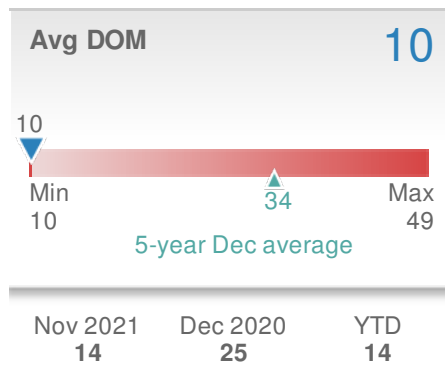 Avg DOM 10
10
Min Max
10 34 49
5-year Dec average
Nov 2021 Dec 2020 YTD
14 25 14